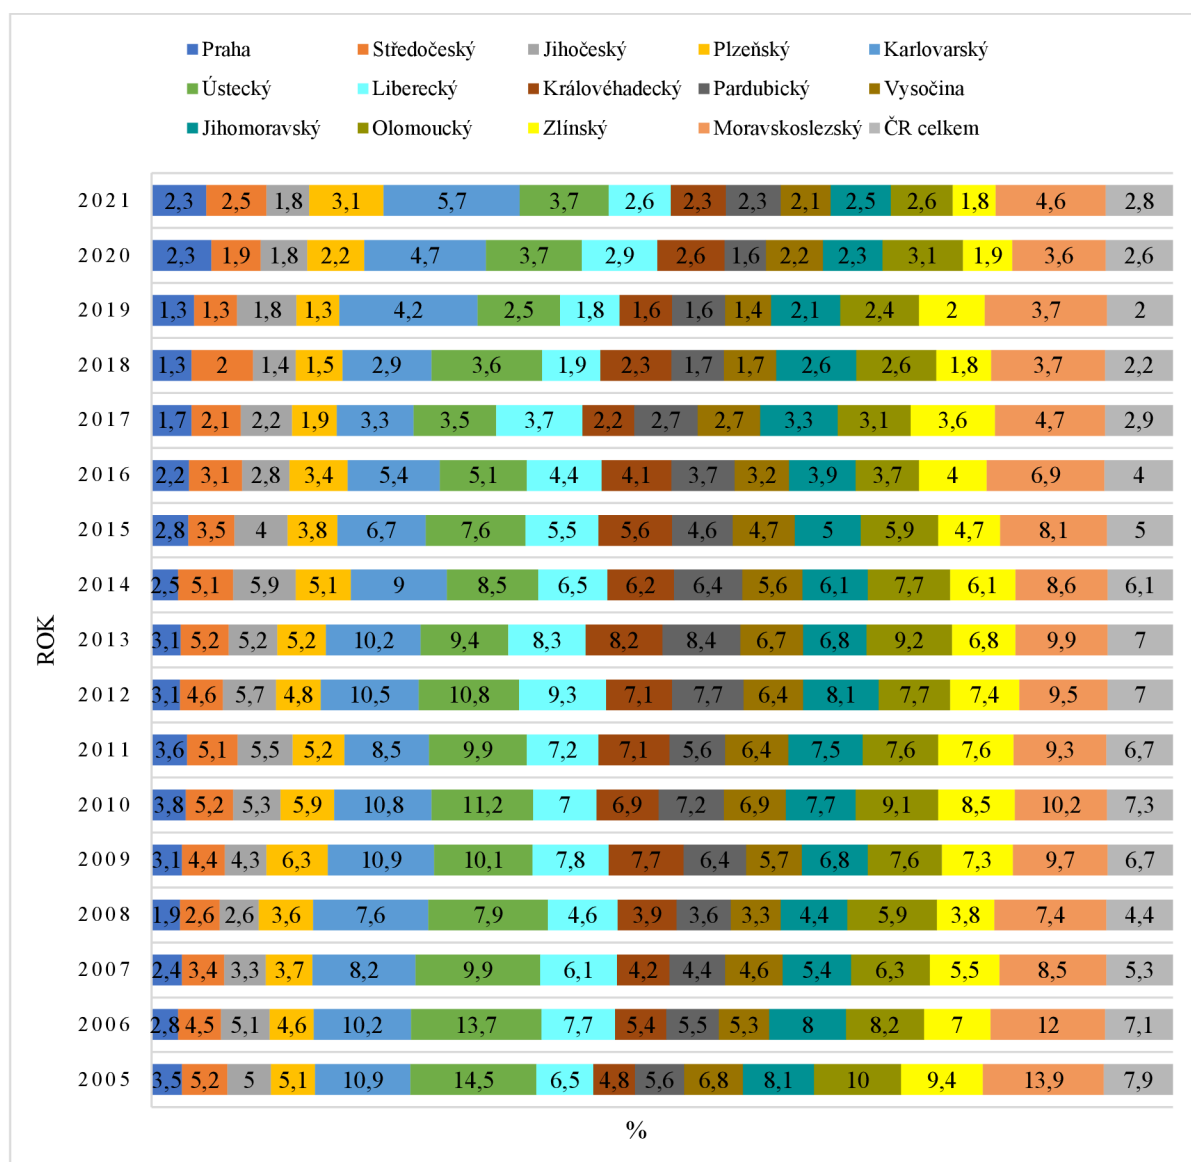 Praha Středočeský Jihočeský Plzeňský Karlovarský
Ústecký Liberecký Královéhadecký Pardubický Vysočina
Jihomoravský Olomoucký Zlínský Moravskoslezský ČR celkem
2021 2,3 2,5 1,8 3,1 5,7 3,7 2,6 2,3 2,3 2,1 2,5 2,6 1,8 4,6 2,8
2020 2,3 1,9 1,8 2,2 4,7 3,7 2,9 2,6 1,6 2,2 2,3 3,1 1,9 3,6 2,6
2019 1,3 1,3 1,8 1,3 4,2 2,5 1,8 1,6 1,6 1,4 2,1 2,4 2 3,7 2
2018 1,3 2 1,4 1,5 2,9 3,6 1,9 2,3 1,7 1,7 2,6 2,6 1,8 3,7 2,2
2017 1,7 2,1 2,2 1,9 3,3 3,5 3,7 2,2 2,7 2,7 3,3 3,1 3,6 4,7 2,9
2016 2,2 3,1 2,8 3,4 5,4 5,1 4,4 4,1 3,7 3,2 3,9 3,7 4 6,9 4
2015 2,8 3,5 4 3,8 6,7 7,6 5,5 5,6 4,6 4,7 5 5,9 4,7 8,1 5
2014 2,5 5,1 5,9 5,1 9 8,5 6,5 6,2 6,4 5,6 6,1 7,7 6,1 8,6 6,1
2013 3,1 5,2 5,2 5,2 10,2 9,4 8,3 8,2 8,4 6,7 6,8 9,2 6,8 9,9 7
2012 3,1 4,6 5,7 4,8 10,5 10,8 9,3 7,1 7,7 6,4 8,1 7,7 7,4 9,5 7
2011 3,6 5,1 5,5 5,2 8,5 9,9 7,2 7,1 5,6 6,4 7,5 7,6 7,6 9,3 6,7
2010 3,8 5,2 5,3 5,9 10,8 11,2 7 6,9 7,2 6,9 7,7 9,1 8,5 10,2 7,3
2009 3,1 4,4 4,3 6,3 10,9 10,1 7,8 7,7 6,4 5,7 6,8 7,6 7,3 9,7 6,7
2008 1,9 2,6 2,6 3,6 7,6 7,9 4,6 3,9 3,6 3,3 4,4 5,9 3,8 7,4 4,4
2007 2,4 3,4 3,3 3,7 8,2 9,9 6,1 4,2 4,4 4,6 5,4 6,3 5,5 8,5 5,3
2006 2,8 4,5 5,1 4,6 10,2 13,7 7,7 5,4 5,5 5,3 8 8,2 7 12 7,1
2005 3,5 5,2 5 5,1 10,9 14,5 6,5 4,8 5,6 6,8 8,1 10 9,4 13,9 7,9
ROK
%